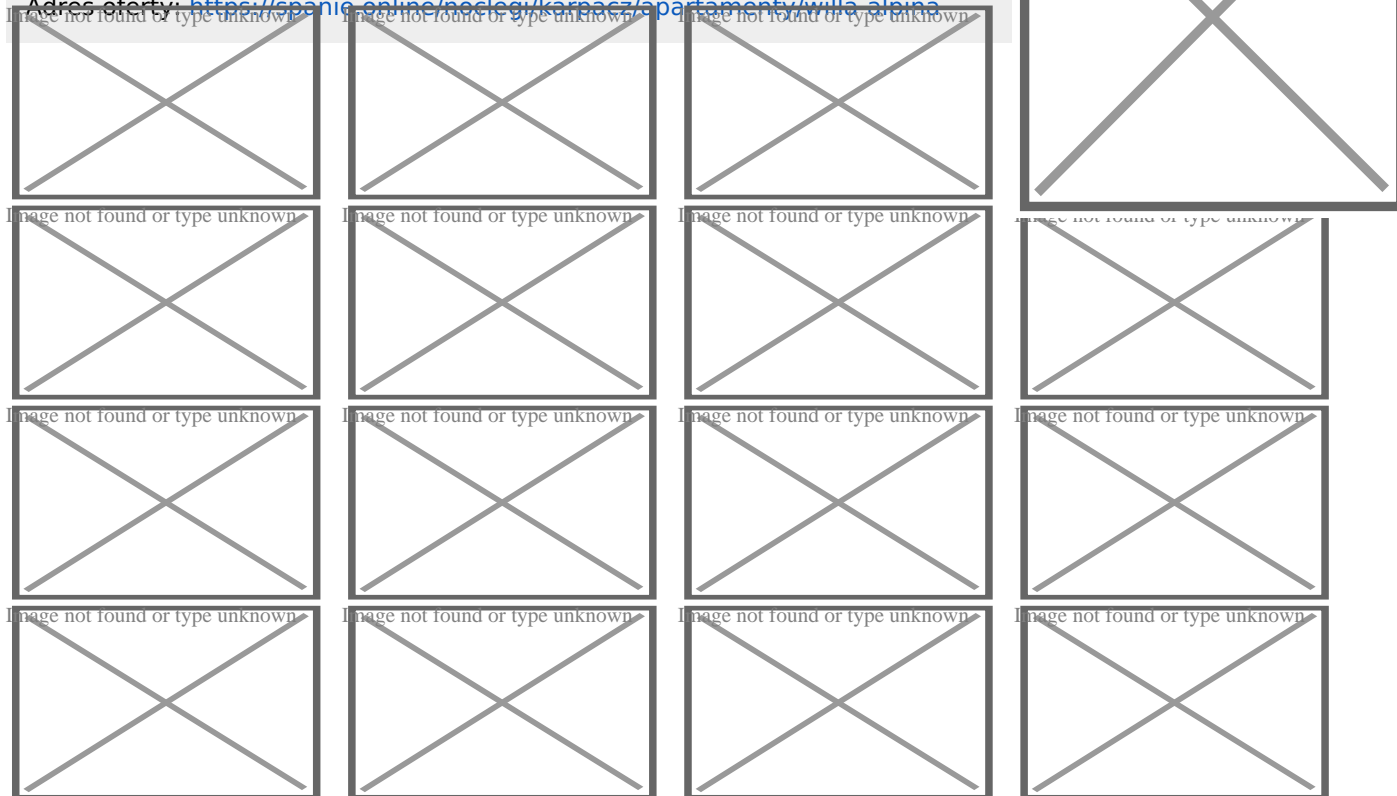 Adres oferty: https://spanie.online/noclegi/karpacz/apartamenty/willa-alpina
Image not found or type unknown Image not found or type unknown Image not found or type unknown
Image not found or type unknown Image not found or type unknown Image not found or type unknown Image not found or type unknown
Image not found or type unknown Image not found or type unknown Image not found or type unknown Image not found or type unknown
Image not found or type unknown Image not found or type unknown Image not found or type unknown Image not found or type unknown